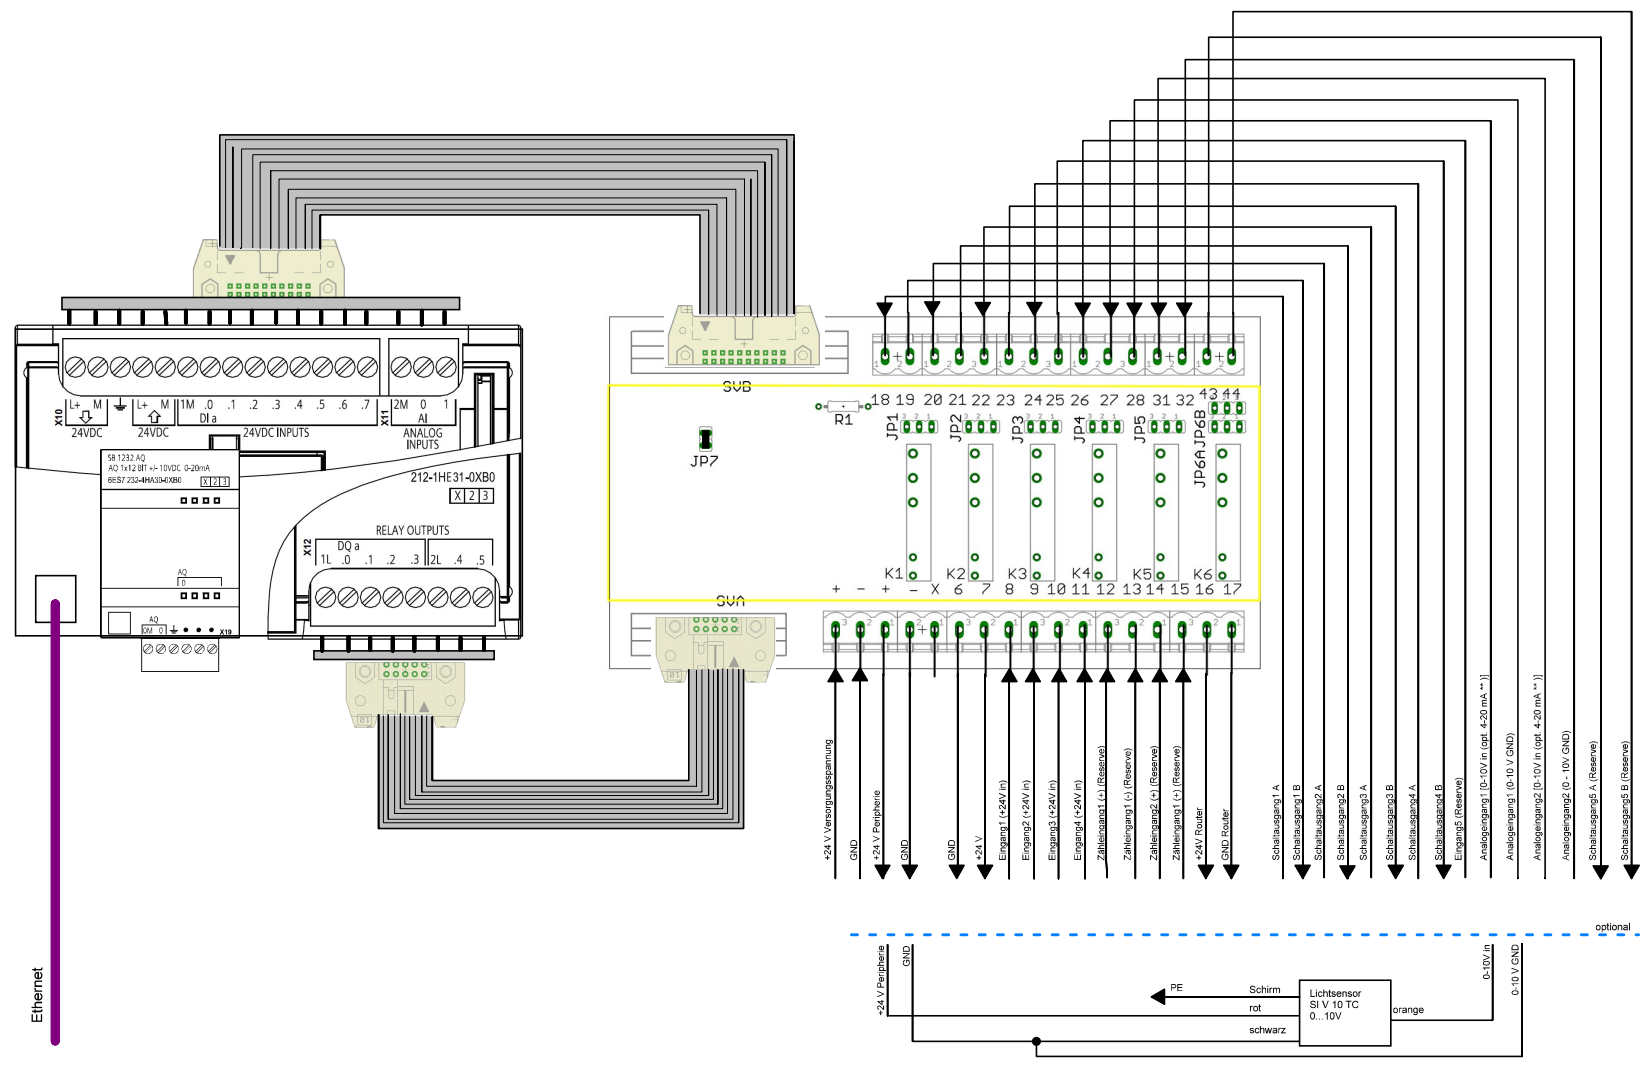 SVB
18 19 20 21 22 23 24 25 26 27 28 31 32 43 44
R1
JP1
JP2
JP3
JP4
JP5
JP6A
JP6B
JP7
K1 K2 K3 K4 K5 K6
+ - + - X 6 7 8 9 10 11 12 13 14 15 16 17
SVA
L+ M L+ M 1M .0 .1 .2 .3 .4 .5 .6 .7 2M 0 1
X10
24VDC
24VDC
DI a
24VDC INPUTS
X11
AI
ANALOG
INPUTS
SB 1232 AQ
AQ 1x12 BIT +/- 10VDC 0-20mA
6ES7 232-4HA30-0XB0
X 2 3
212-1HE31-0XB0
X 2 3
RELAY OUTPUTS
X12
DQ a
1L .0 .1 .2 .3 2L .4 .5
AQ
0
AQ
0M 0
X19
Ethernet
+24 V Versorgungsspannung
GND
+24 V Peripherie
GND
GND
+24 V
Eingang1 (+24V in)
Eingang2 (+24V in)
Eingang3 (+24V in)
Eingang4 (+24V in)
Zähleingang1 (+) (Reserve)
Zähleingang1 (-) (Reserve)
Zähleingang2 (+) (Reserve)
Zähleingang1 (+) (Reserve)
+24V Router
GND Router
Schaltausgang1 A
Schaltausgang1 B
Schaltausgang2 A
Schaltausgang2 B
Schaltausgang3 A
Schaltausgang3 B
Schaltausgang4 A
Schaltausgang4 B
Eingang5 (Reserve)
Analogeingang1 [0-10V in (opt. 4-20 mA ** )]
Analogeingang1 (0-10 V GND)
Analogeingang2 [0-10V in (opt. 4-20 mA ** )]
Analogeingang2 (0 - 10V GND)
Schaltausgang5 A (Reserve)
Schaltausgang5 B (Reserve)
optional
+24 V Peripherie
GND
0-10V in
0-10 V GND
PE
Schirm
rot
schwarz
Lichtsensor
SI V 10 TC
0...10V
orange